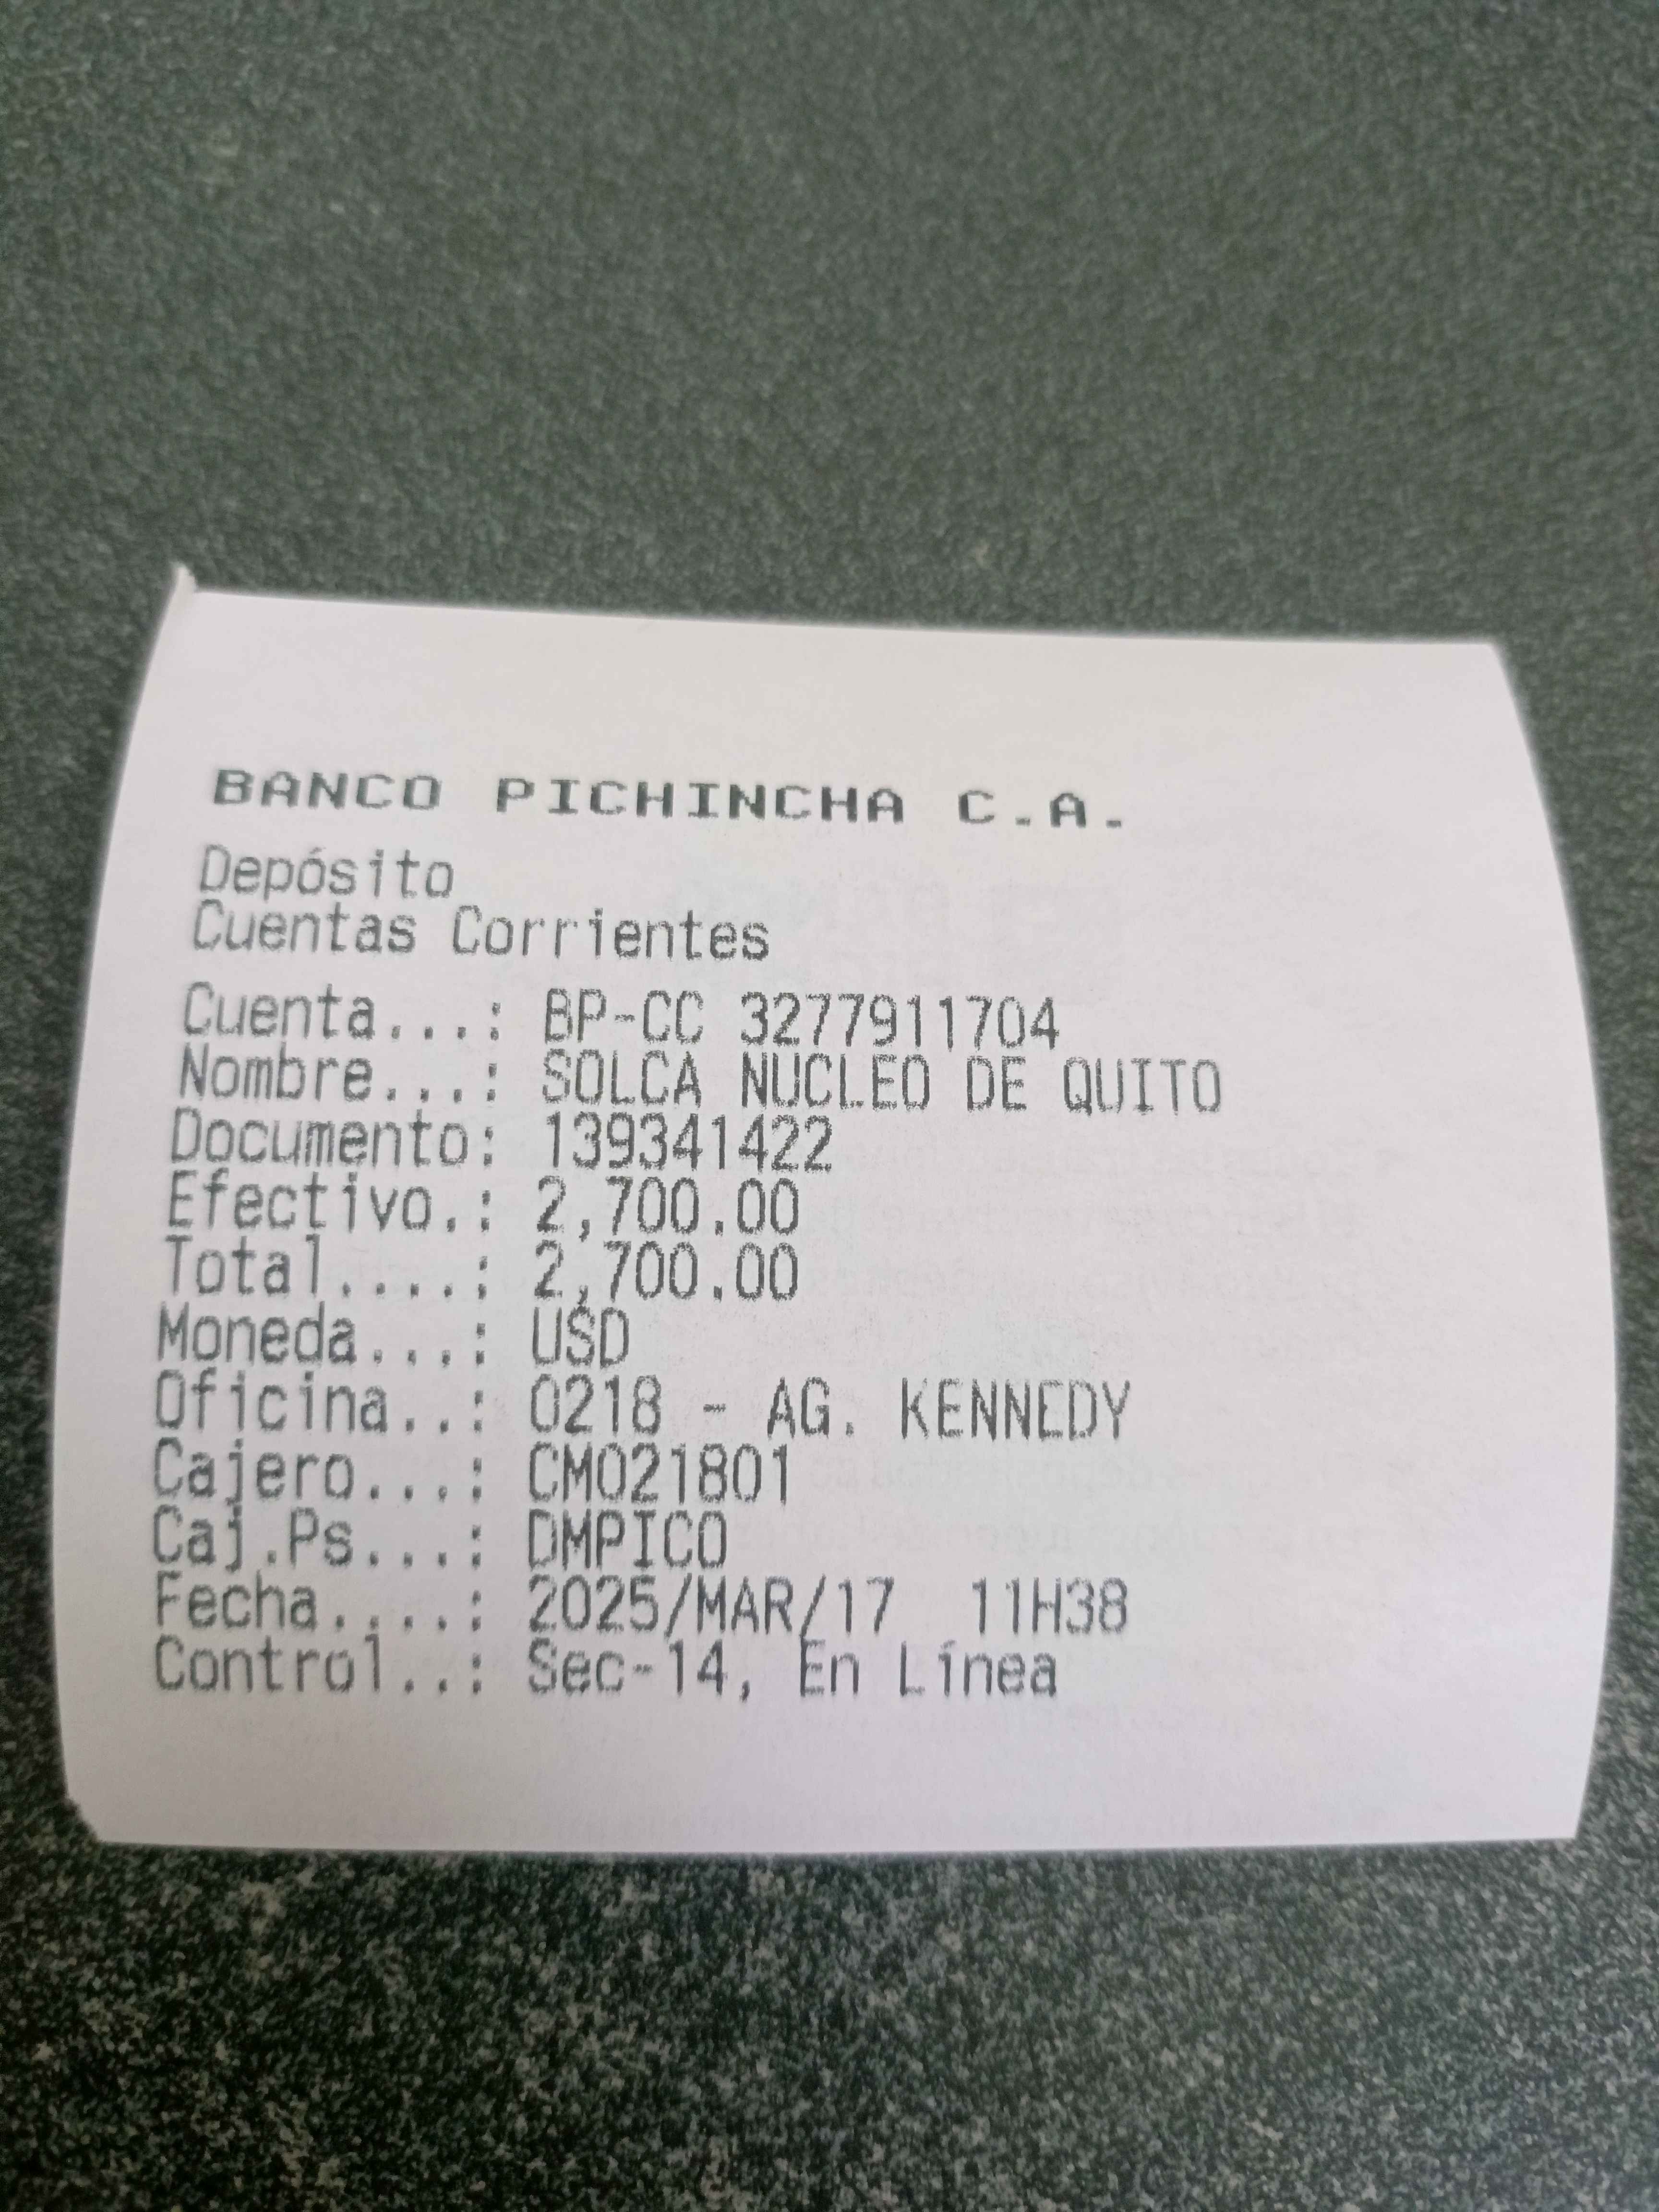 BANCO PICHINCHA C.A.
Depósito
Cuentas Corrientes
Cuenta...: BP-CC 3277911704
Nombre...: SOLCA NUCLEO DE QUITO
Documento: 139341422
Efectivo.: 2,700.00
Total....: 2,700.00
Moneda...: USD
Oficina..: 0218 - AG. KENNEDY
Cajero...: CM021801
Caj.Ps...: DMPICO
Fecha....: 2025/MAR/17 11H38
Control..: Sec-14, En Línea